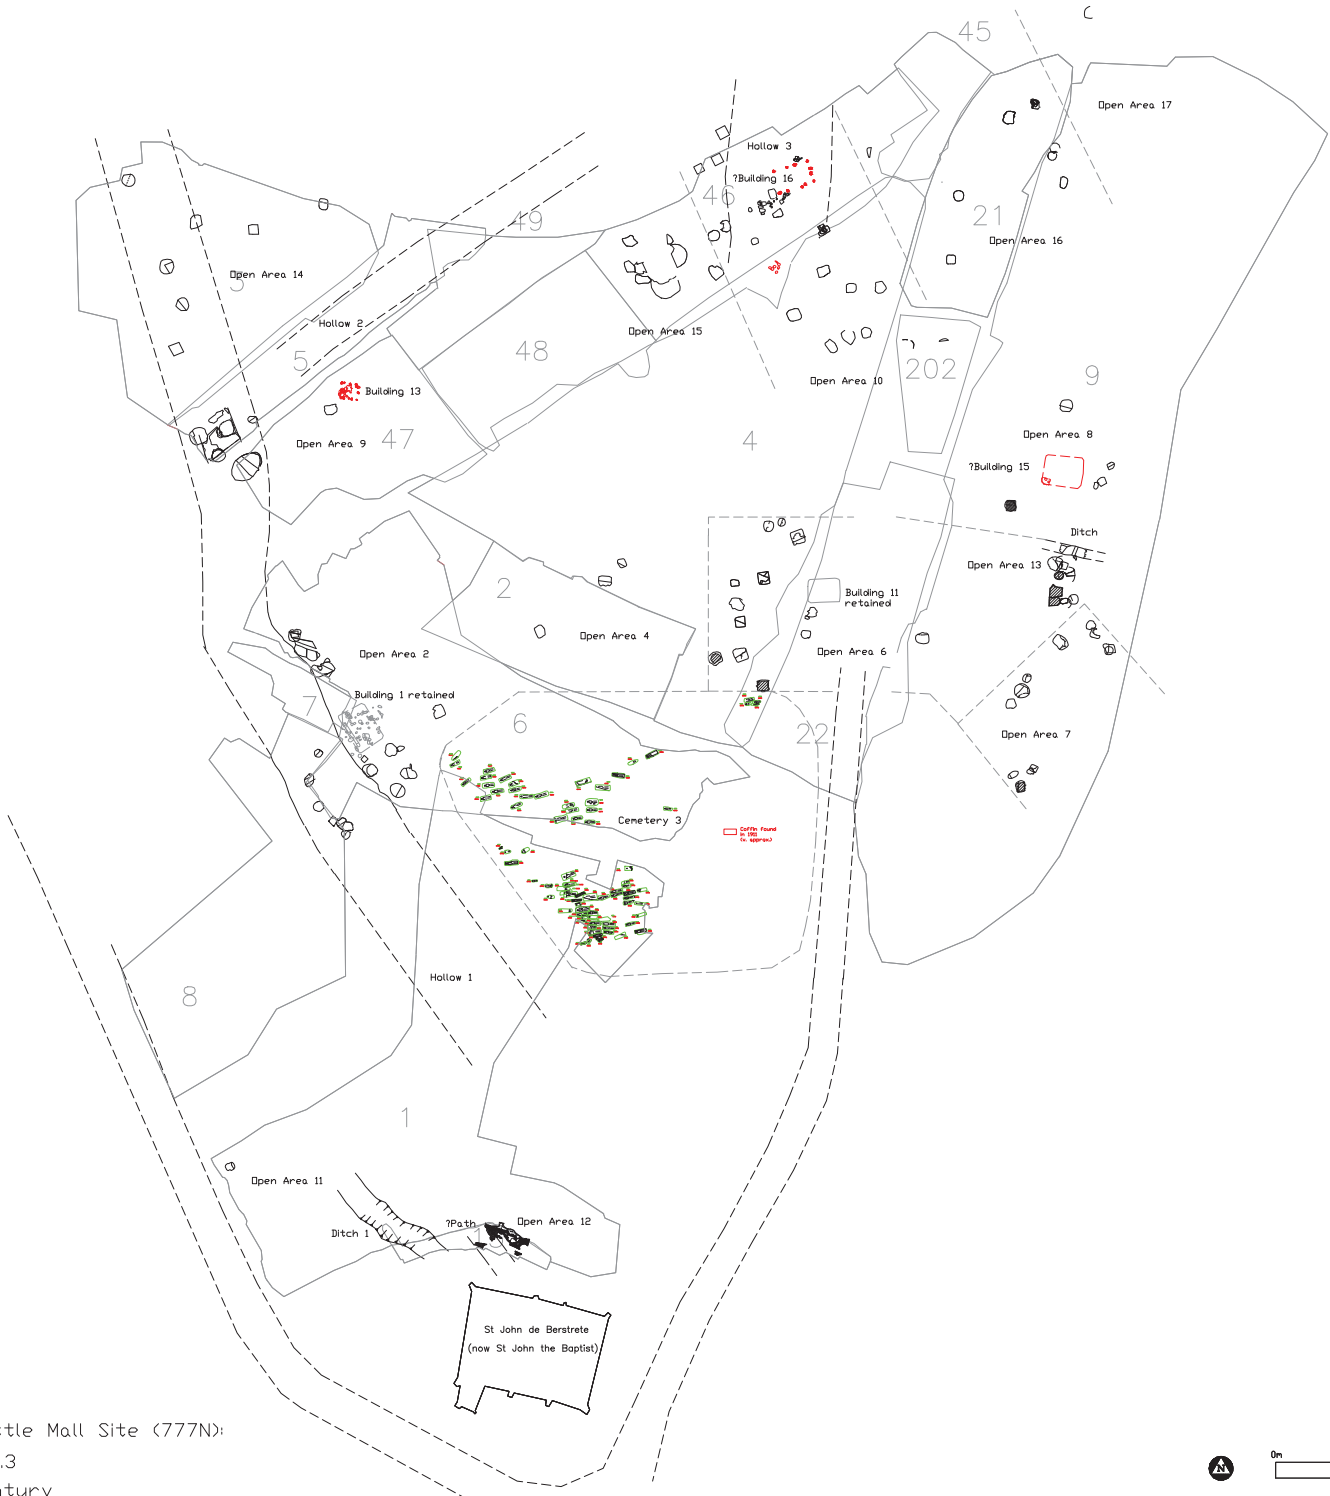 C
45
Open Area 17
Hollow 3
?Building 16
46
21
49
Open Area 16
Open Area 14
3
Hollow 2
Open Area 15
48
5
202
9
Open Area 10
Building 13
Open Area 9
47
4
Open Area 8
?Building 15
Ditch
Open Area 13
2
Building 11
retained
Open Area 4
Open Area 2
Open Area 6
Building 1 retained
7
6
22
Open Area 7
Cemetery 3
Coffin found
in 1911
(v. approx.)
Hollow 1
8
1
Open Area 11
?Path
Open Area 12
Ditch 1
St John de Berstrete
(now St John the Baptist)
tle Mall Site (777N):
.3
ntury
N
0m